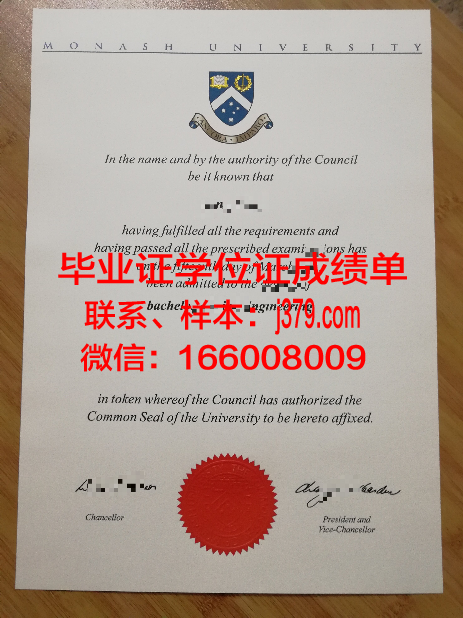 MONASH UNIVERSITY
ANCORA IMPARO
In the name and by the authority of the Council
be it known that
having fulfilled all the requirements and
having passed all the prescribed has
毕业证学位证成绩单
been admitted to the
联系、样本：j379.com
微信：166008009
in token whereof the Council has authorized the
Common Seal of the University to be hereto affixed.
Chancellor
President and
Vice-Chancellor